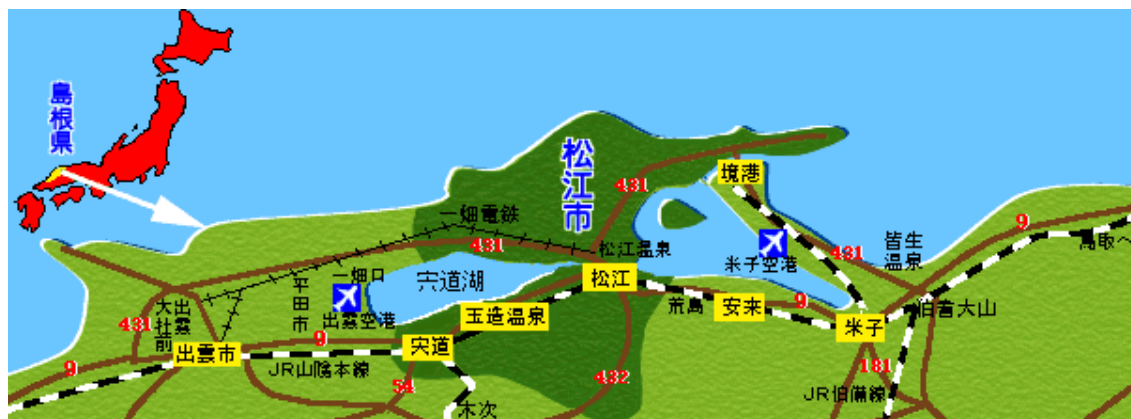 島根県
松江市
境港
431
9
一畑電鉄
431
松江温泉
米子空港
431
皆生
温泉
鳥取へ
一畑口
宍道湖
松江
平田市
出雲空港
大社
出雲
前
431
玉造温泉
荒島
安来
9
米子
伯耆大山
出雲市
9
宍道
9
JR山陰本線
54
432
181
JR伯備線
木次